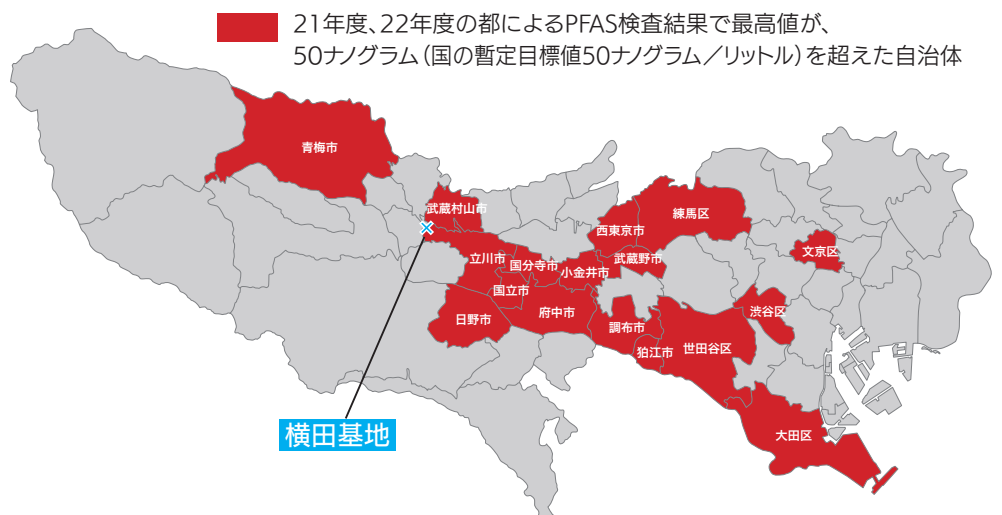 21年度、22年度の都によるPFAS検査結果で最高値が、
50ナノグラム（国の暫定目標値50ナノグラム／リットル）を超えた自治体
青梅市
武蔵村山市
練馬区
西東京市
文京区
立川市
国分寺市
小金井市
武蔵野市
国立市
日野市
府中市
調布市
渋谷区
狛江市
世田谷区
大田区
横田基地